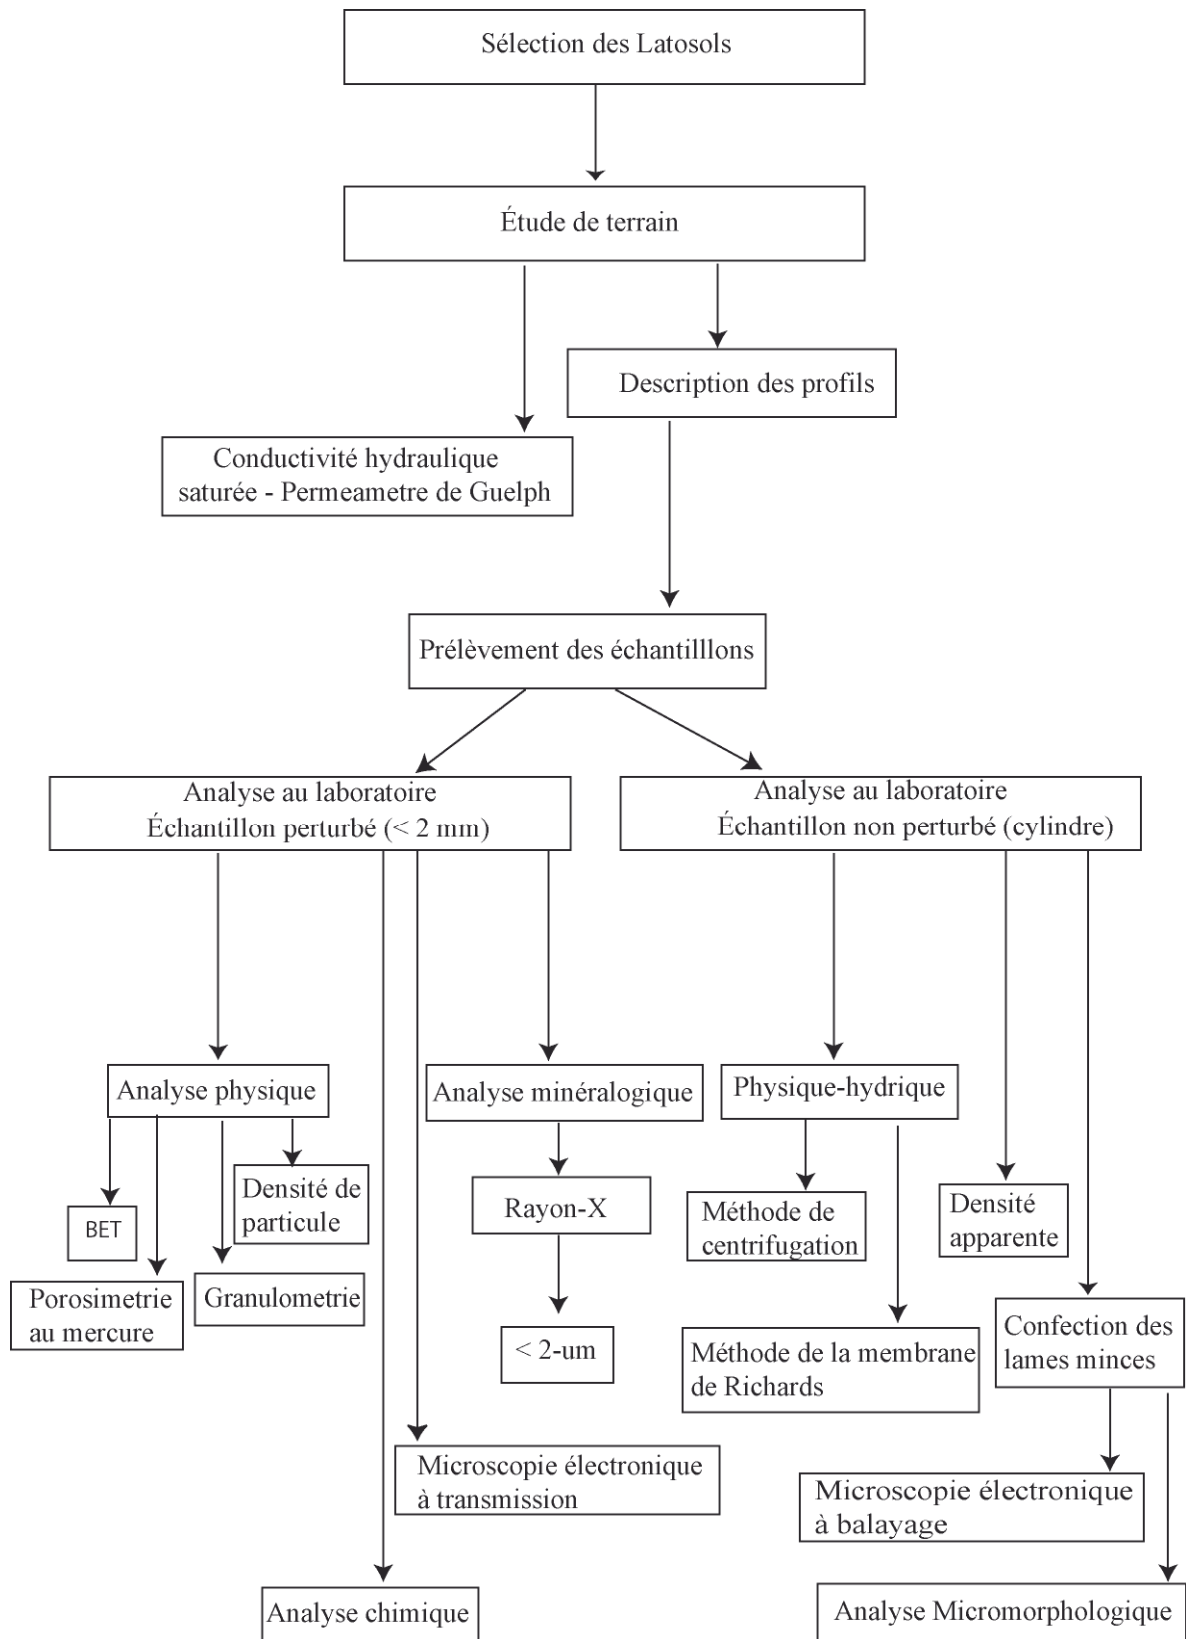 Sélection des Latosols
Étude de terrain
Description des profils
Conductivité hydraulique
saturée - Permeametre de Guelph
Prélèvement des échantilllons
Analyse au laboratoire
Échantillon perturbé (< 2 mm)
Analyse au laboratoire
Échantillon non perturbé (cylindre)
Analyse physique
Analyse minéralogique
Physique-hydrique
Densité de
particule
BET
Rayon-X
Méthode de
centrifugation
Densité
apparente
Porosimetrie
au mercure
Granulometrie
< 2-um
Méthode de la membrane
de Richards
Confection des
lames minces
Microscopie électronique
à transmission
Microscopie électronique
à balayage
Analyse chimique
Analyse Micromorphologique